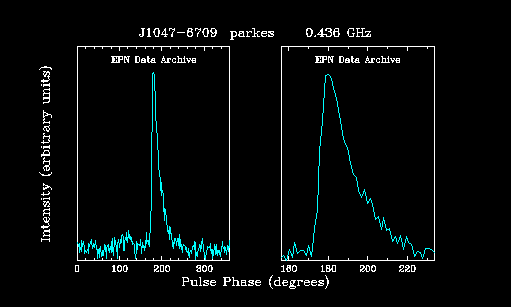 J1047-6709 parkes 0.436 GHz
EPN Data Archive EPN Data Archive
Intensity (arbitrary units)
0 100 200 300 160 180 200 220
Pulse Phase (degrees)